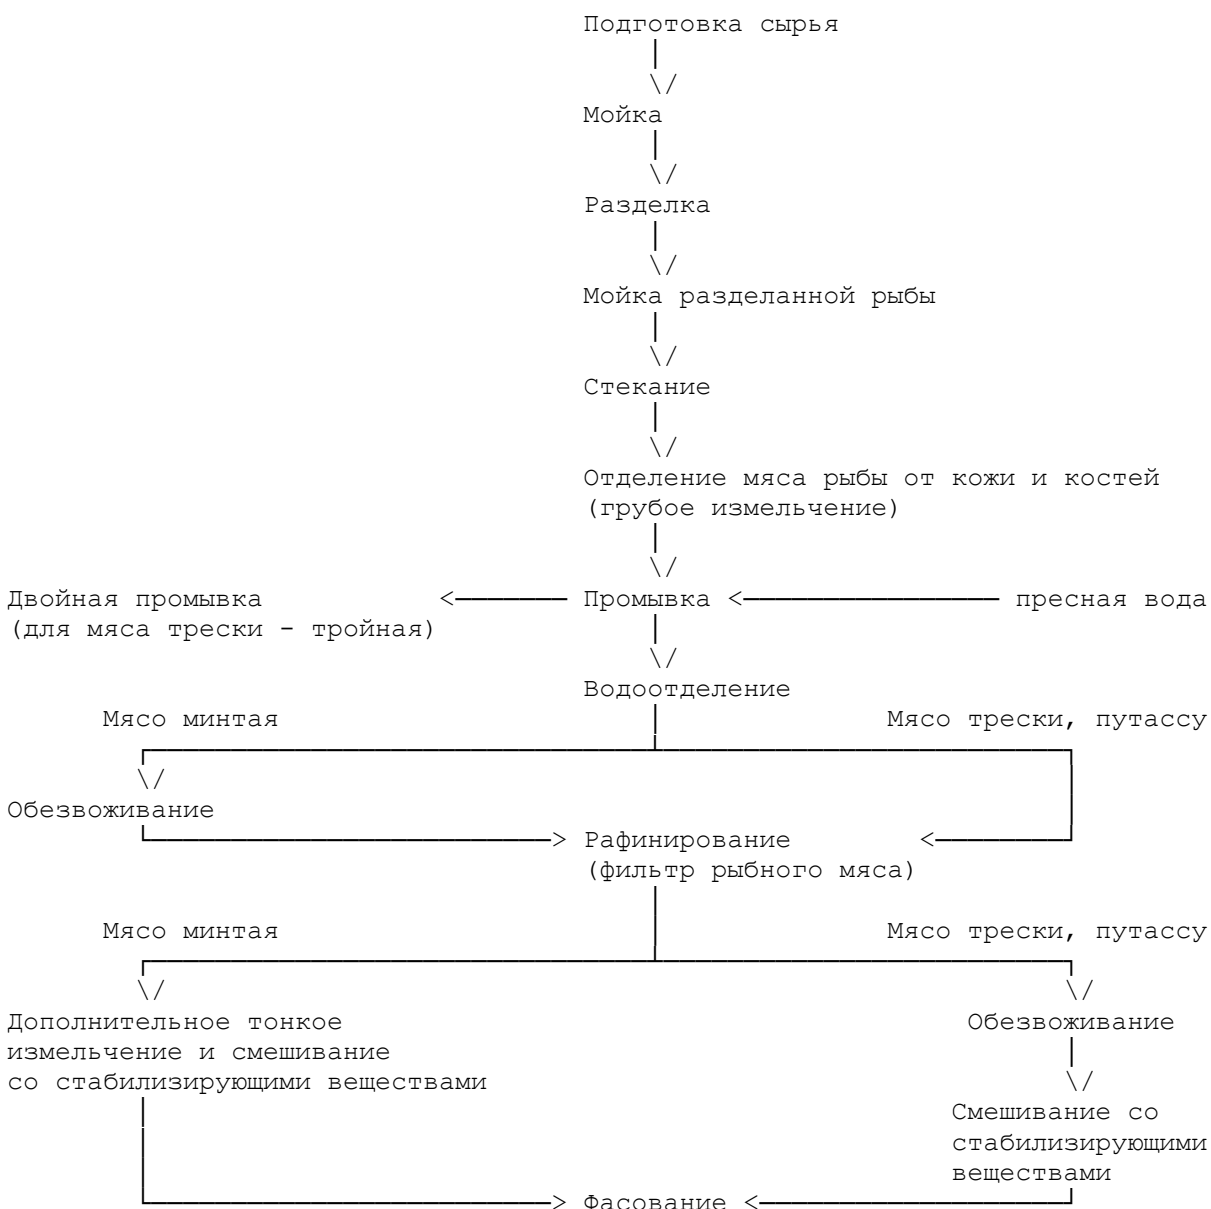 Подготовка сырья
Мойка
Разделка
Мойка разделанной рыбы
Стекание
Отделение мяса рыбы от кожи и костей
(грубое измельчение)
Двойная промывка Промывка пресная вода
(для мяса трески - тройная)
Водоотделение
Мясо минтая Мясо трески, путассу
Обезвоживание
Рафинирование
(фильтр рыбного мяса)
Мясо минтая Мясо трески, путассу
Дополнительное тонкое Обезвоживание
измельчение и смешивание
со стабилизирующими веществами
Смешивание со
стабилизирующими
веществами
Фасование